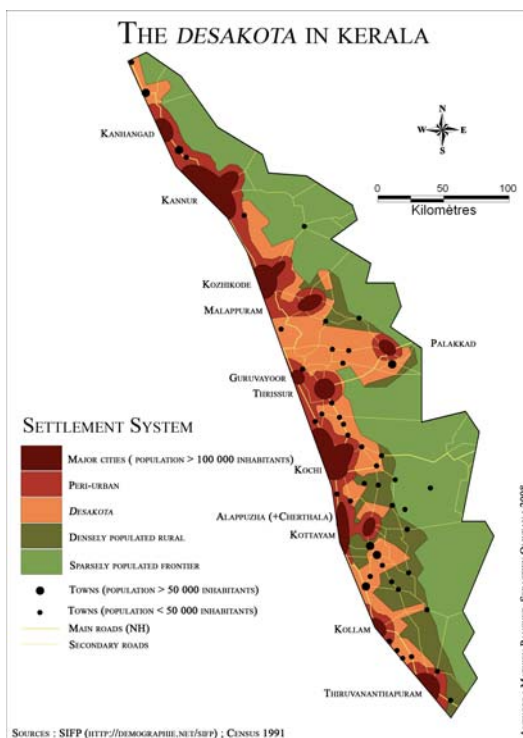 THE DESAKOTA IN KERALA
N
W E
S
0 50 100
Kilomètres
KANHANGAD
KANNUR
KOZHIKODE
MALAPPURAM
PALAKKAD
GURUVAYOOR
THRISSUR
KOCHI
ALAPPUZHA (+CHERTHALA)
KOTTAYAM
KOLLAM
THIRUVANANTHAPURAM
SETTLEMENT SYSTEM
MAJOR CITIES ( POPULATION > 100 000 INHABITANTS)
PERI-URBAN
DESAKOTA
DENSELY POPULATED RURAL
SPARSELY POPULATED FRONTIER
TOWNS (POPULATION > 50 000 INHABITANTS)
TOWNS (POPULATION < 50 000 INHABITANTS)
MAIN ROADS (NH)
SECONDARY ROADS
SOURCES : SIFP (HTTP://DEMOGRAPHIE.NET/SIFP) ; CENSUS 1991